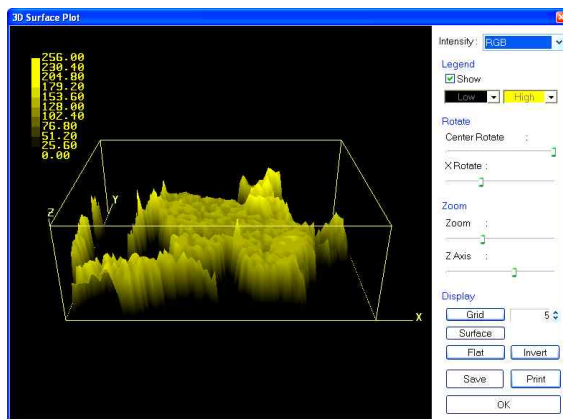 3D Surface Plot
256.00
230.40
204.80
179.20
153.60
128.00
102.40
76.80
51.20
25.60
0.00
Z
Y
X
Intensity : RGB
Legend
Show
Low High
Rotate
Center Rotate :
X Rotate :
Zoom
Zoom :
Z Axis :
Display
Grid 5
Surface
Flat Invert
Save Print
OK